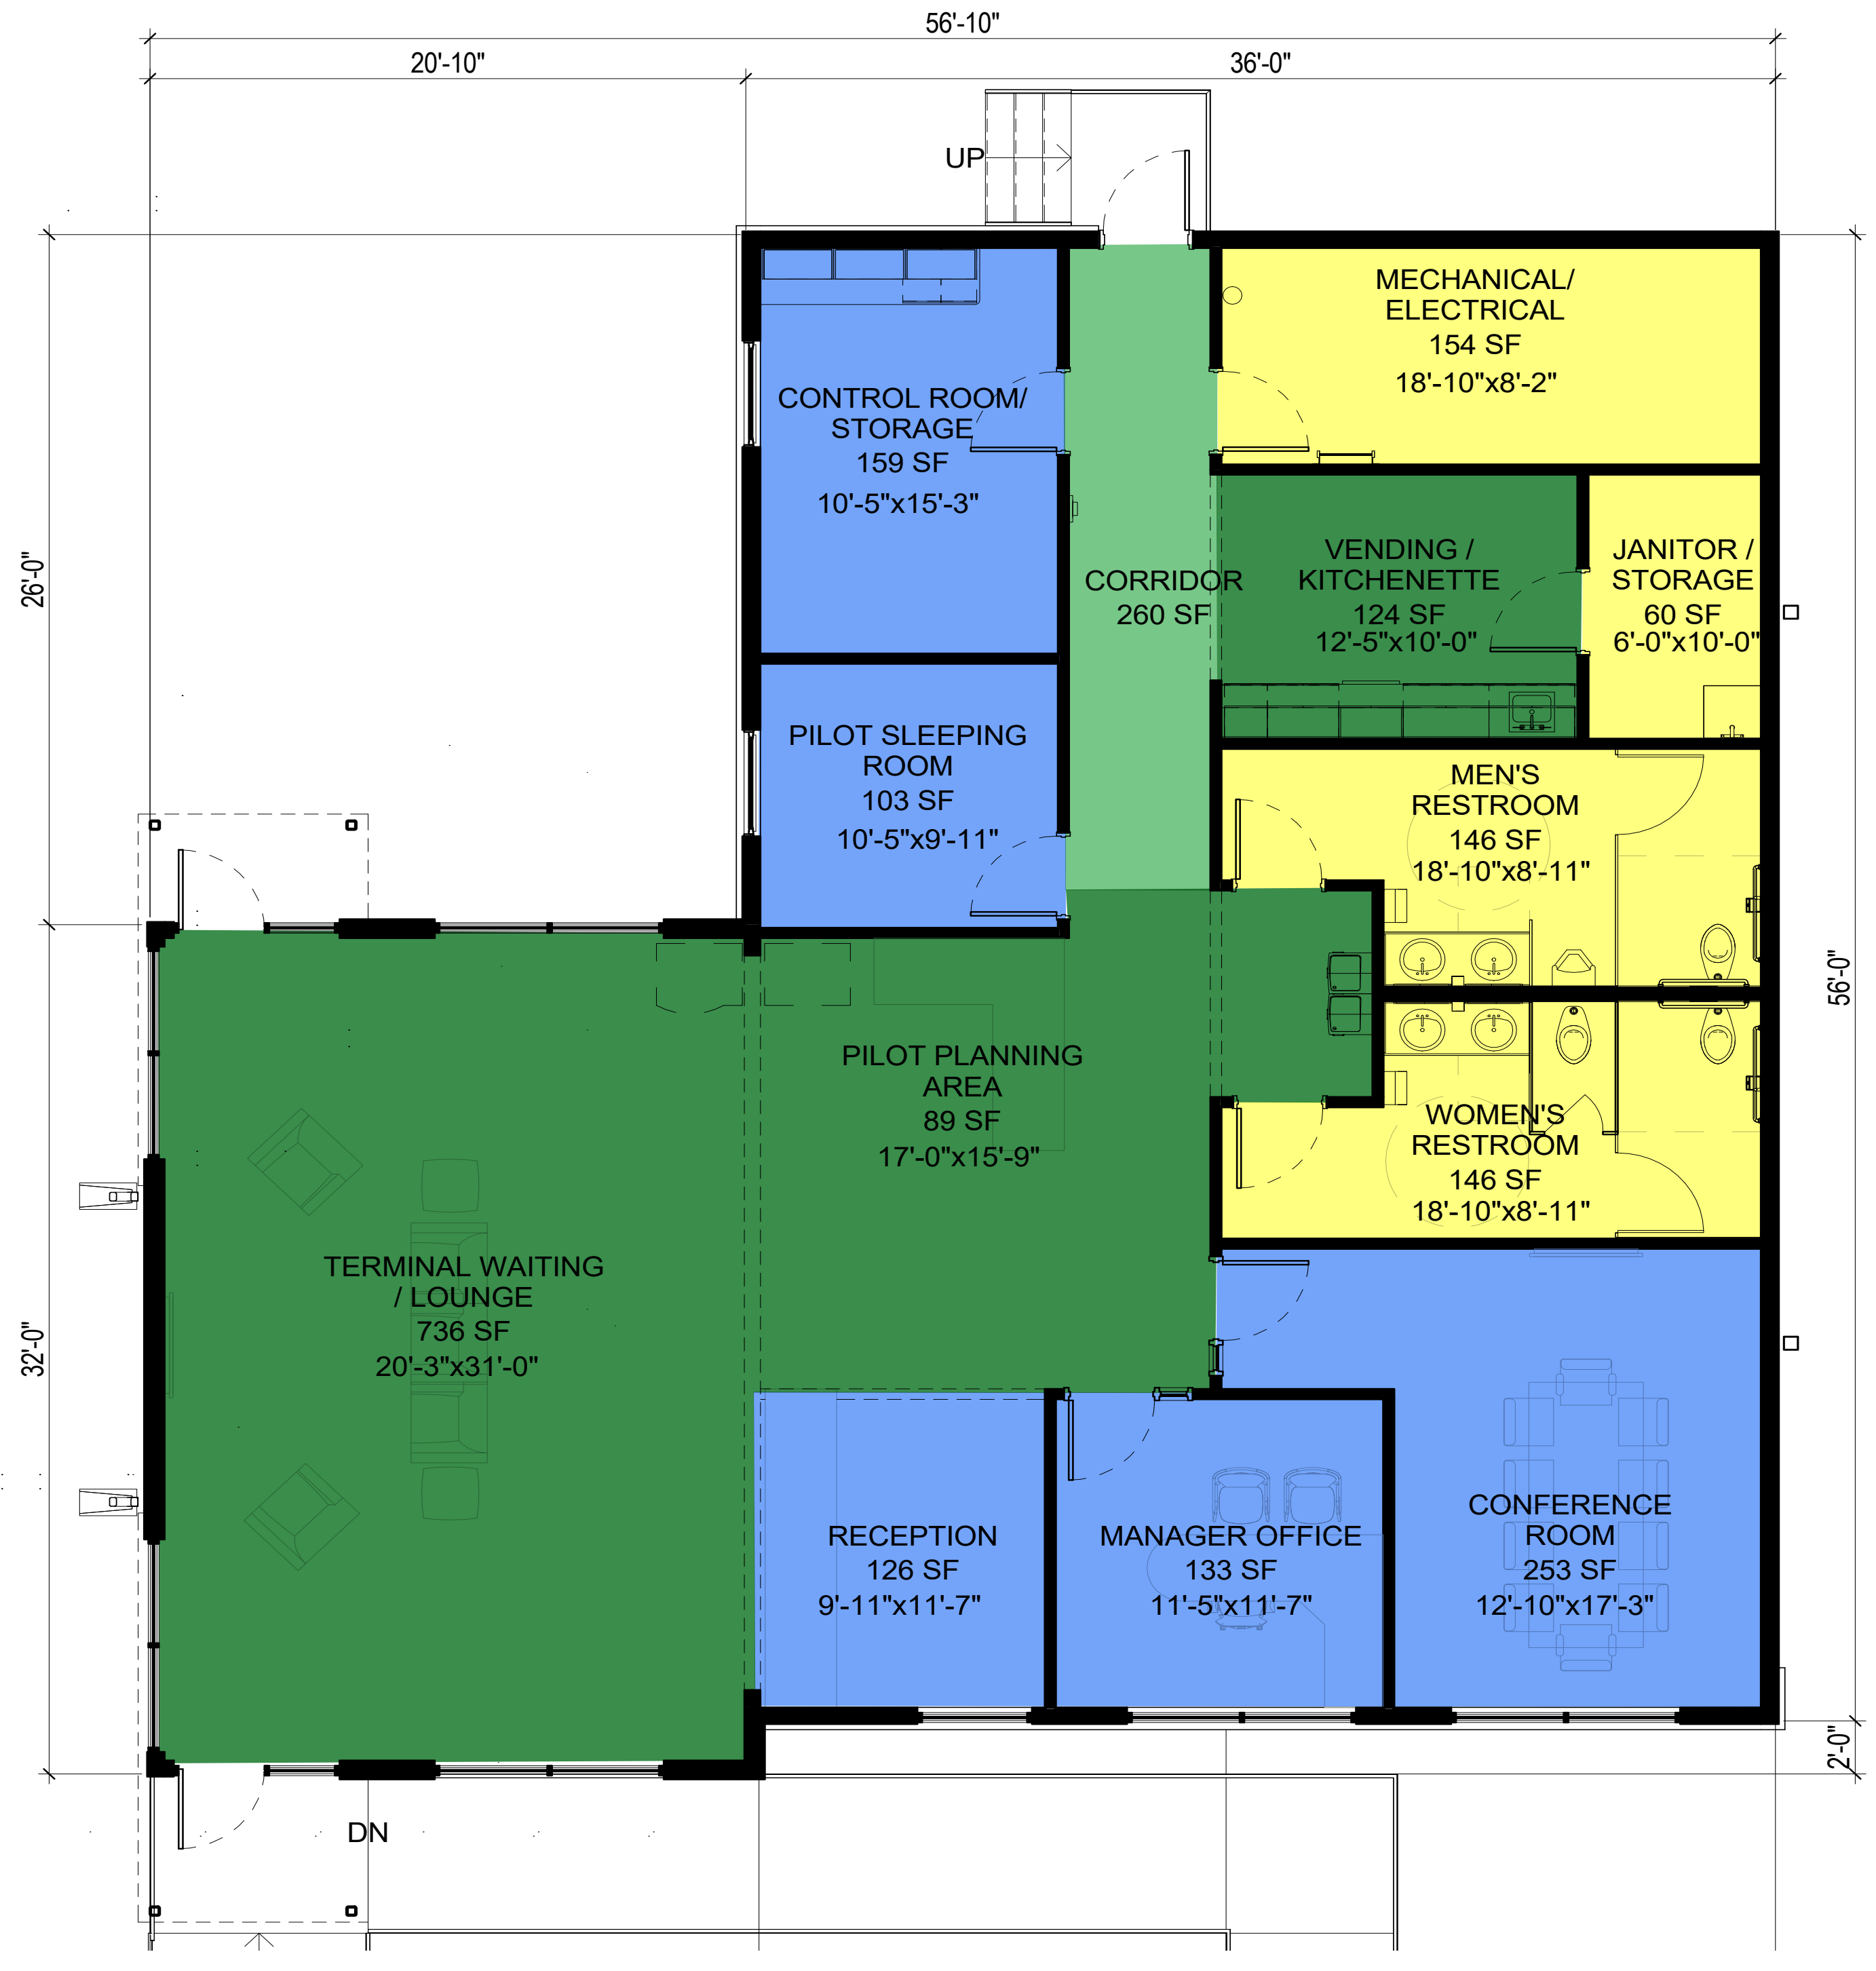 56'-10"
20'-10"
36'-0"
UP
MECHANICAL/
ELECTRICAL
154 SF
18'-10"x8'-2"
CONTROL ROOM/
STORAGE
159 SF
10'-5"x15'-3"
26'-0"
CORRIDOR
260 SF
VENDING /
KITCHENETTE
124 SF
12'-5"x10'-0"
JANITOR /
STORAGE
60 SF
6'-0"x10'-0"
PILOT SLEEPING
ROOM
103 SF
10'-5"x9'-11"
MEN'S
RESTROOM
146 SF
18'-10"x8'-11"
56'-0"
PILOT PLANNING
AREA
89 SF
17'-0"x15'-9"
WOMEN'S
RESTROOM
146 SF
18'-10"x8'-11"
TERMINAL WAITING
/ LOUNGE
736 SF
20'-3"x31'-0"
32'-0"
RECEPTION
126 SF
9'-11"x11'-7"
MANAGER OFFICE
133 SF
11'-5"x11'-7"
CONFERENCE
ROOM
253 SF
12'-10"x17'-3"
2'-0"
DN